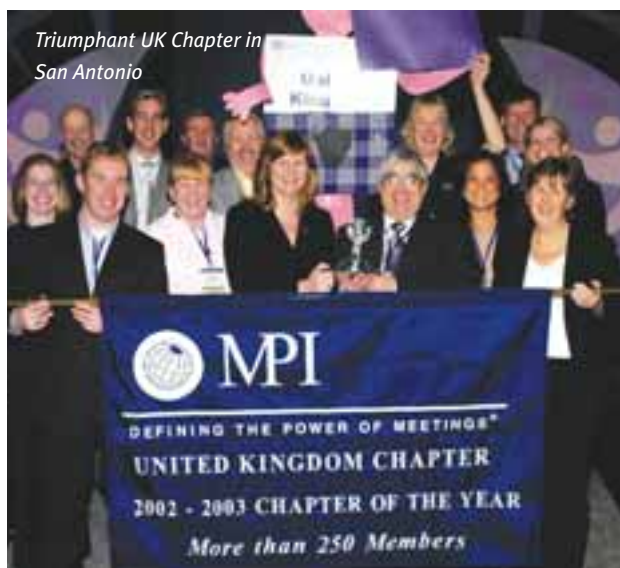 Triumphant UK Chapter in
San Antonio
MPI
DEFINING THE POWER OF MEETINGS®
UNITED KINGDOM CHAPTER
2002 - 2003 CHAPTER OF THE YEAR
More than 250 Members